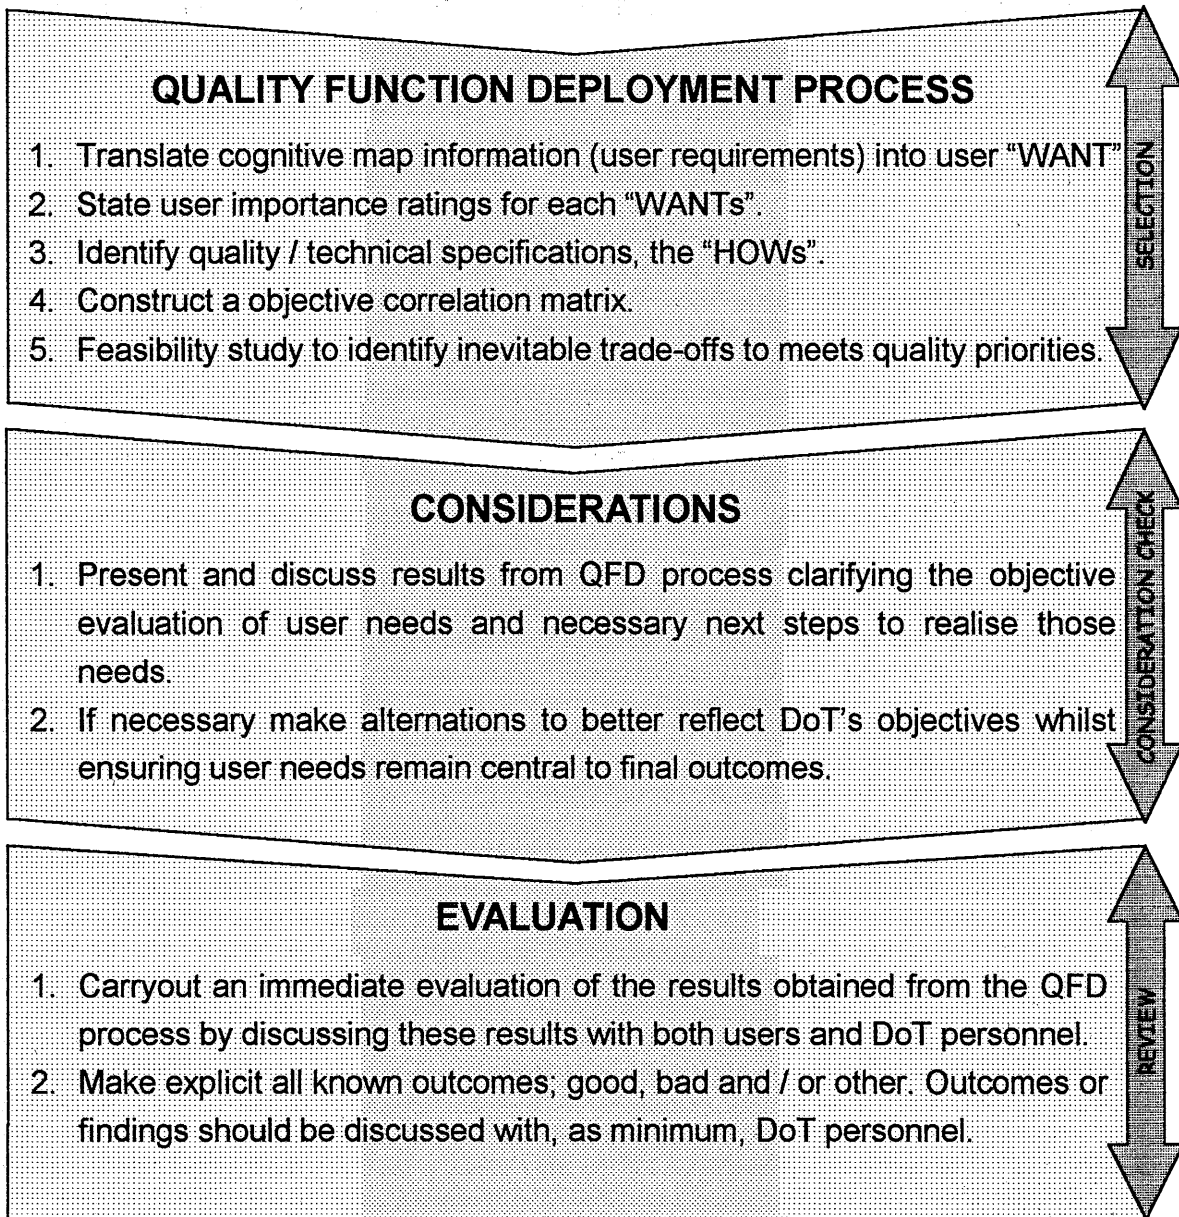 QUALITY FUNCTION DEPLOYMENT PROCESS
1. Translate cognitive map information (user requirements) into user “WANT”
2. State user importance ratings for each “WANTs”.
3. Identify quality / technical specifications, the “HOWs”.
4. Construct a objective correlation matrix.
5. Feasibility study to identify inevitable trade-offs to meets quality priorities.
SELECTION
CONSIDERATIONS
1. Present and discuss results from QFD process clarifying the objective
evaluation of user needs and necessary next steps to realise those
needs.
2. If necessary make alternations to better reflect DoT’s objectives whilst
ensuring user needs remain central to final outcomes.
CONSIDERATION CHECK
EVALUATION
1. Carryout an immediate evaluation of the results obtained from the QFD
process by discussing these results with both users and DoT personnel.
2. Make explicit all known outcomes; good, bad and / or other. Outcomes or
findings should be discussed with, as minimum, DoT personnel.
REVIEW